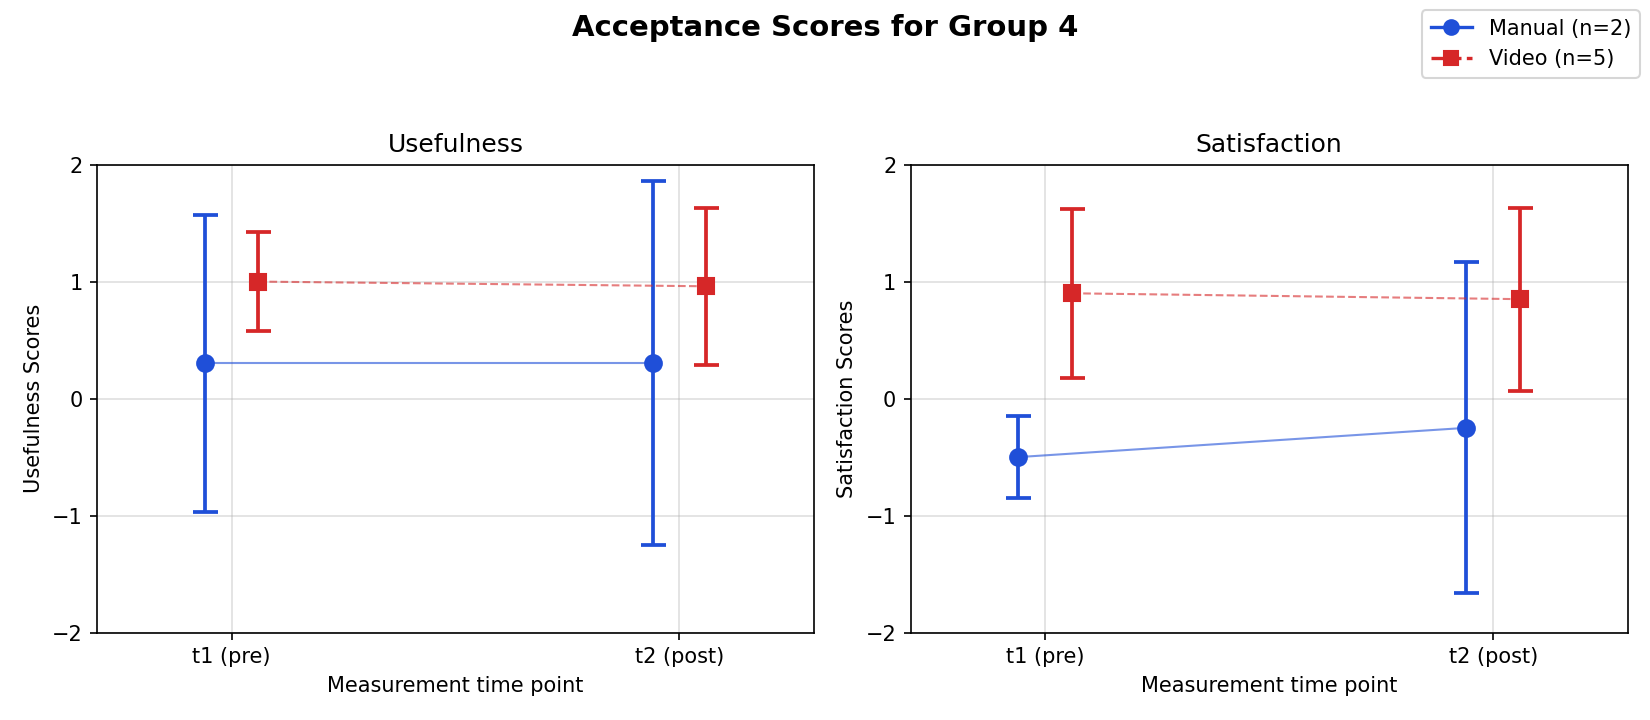 Acceptance Scores for Group 4
Manual (n=2)
Video (n=5)
Usefulness
Usefulness Scores
2
1
0
−1
−2
t1 (pre)
t2 (post)
Measurement time point
Satisfaction
Satisfaction Scores
2
1
0
−1
−2
t1 (pre)
t2 (post)
Measurement time point